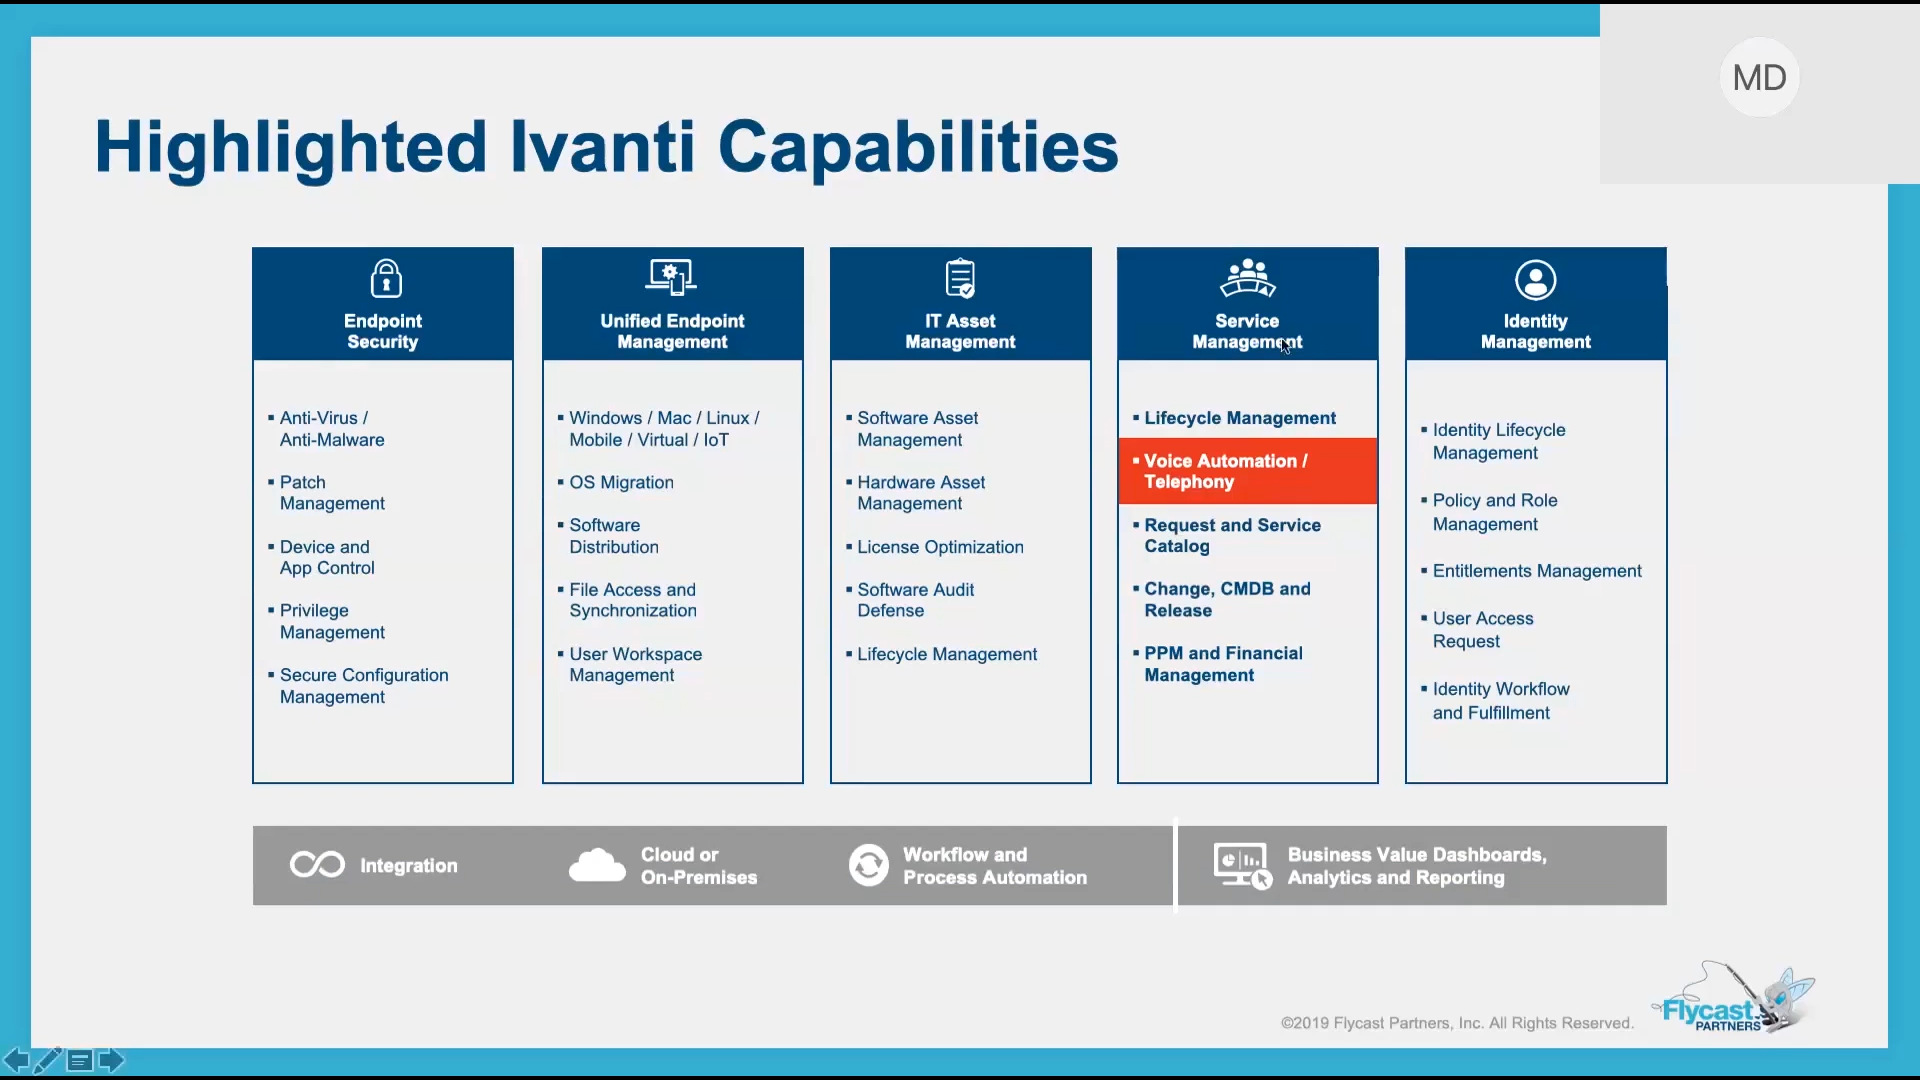 MD
Highlighted Ivanti Capabilities
Endpoint
Security
▪ Anti-Virus /
Anti-Malware
▪ Patch
Management
▪ Device and
App Control
▪ Privilege
Management
▪ Secure Configuration
Management
Unified Endpoint
Management
▪ Windows / Mac / Linux /
Mobile / Virtual / IoT
▪ OS Migration
▪ Software
Distribution
▪ File Access and
Synchronization
▪ User Workspace
Management
IT Asset
Management
▪ Software Asset
Management
▪ Hardware Asset
Management
▪ License Optimization
▪ Software Audit
Defense
▪ Lifecycle Management
Service
Management
▪ Lifecycle Management
▪ Voice Automation /
Telephony
▪ Request and Service
Catalog
▪ Change, CMDB and
Release
▪ PPM and Financial
Management
Identity
Management
▪ Identity Lifecycle
Management
▪ Policy and Role
Management
▪ Entitlements Management
▪ User Access
Request
▪ Identity Workflow
and Fulfillment
Integration
Cloud or
On-Premises
Workflow and
Process Automation
Business Value Dashboards,
Analytics and Reporting
©2019 Flycast Partners, Inc. All Rights Reserved.
Flycast
PARTNERS